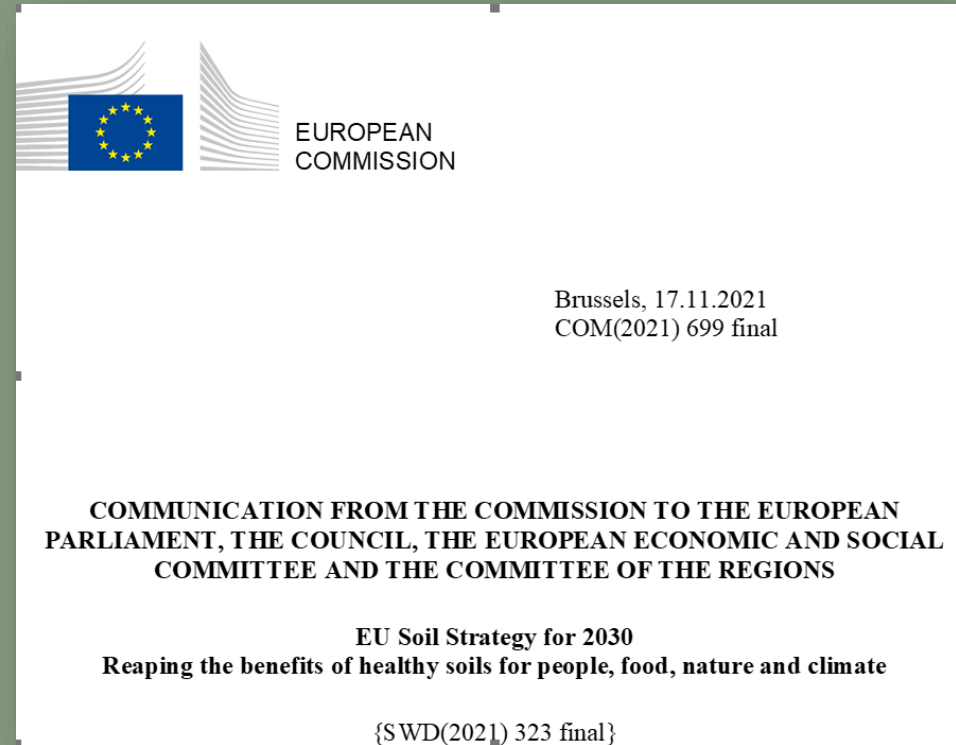 EUROPEAN
COMMISSION
Brussels, 17.11.2021
COM(2021) 699 final
COMMUNICATION FROM THE COMMISSION TO THE EUROPEAN
PARLIAMENT, THE COUNCIL, THE EUROPEAN ECONOMIC AND SOCIAL
COMMITTEE AND THE COMMITTEE OF THE REGIONS
EU Soil Strategy for 2030
Reaping the benefits of healthy soils for people, food, nature and climate
{SWD(2021) 323 final}